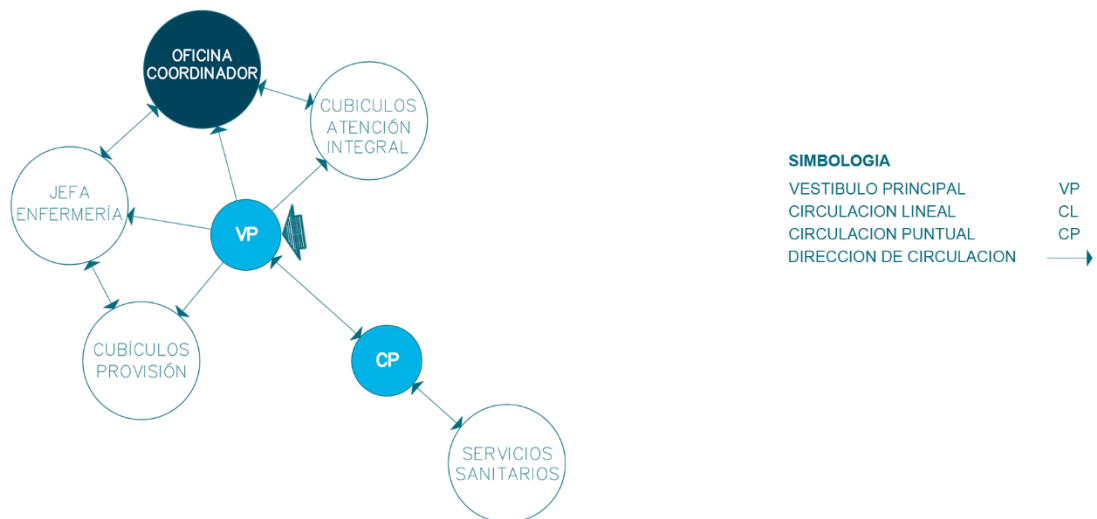 OFICINA
COORDINADOR
CUBICULOS
ATENCIÓN
INTEGRAL
JEFA
ENFERMERÍA
VP
CUBÍCULOS
PROVISIÓN
CP
SERVICIOS
SANITARIOS
SIMBOLOGIA
VESTIBULO PRINCIPAL VP
CIRCULACION LINEAL CL
CIRCULACION PUNTUAL CP
DIRECCION DE CIRCULACION